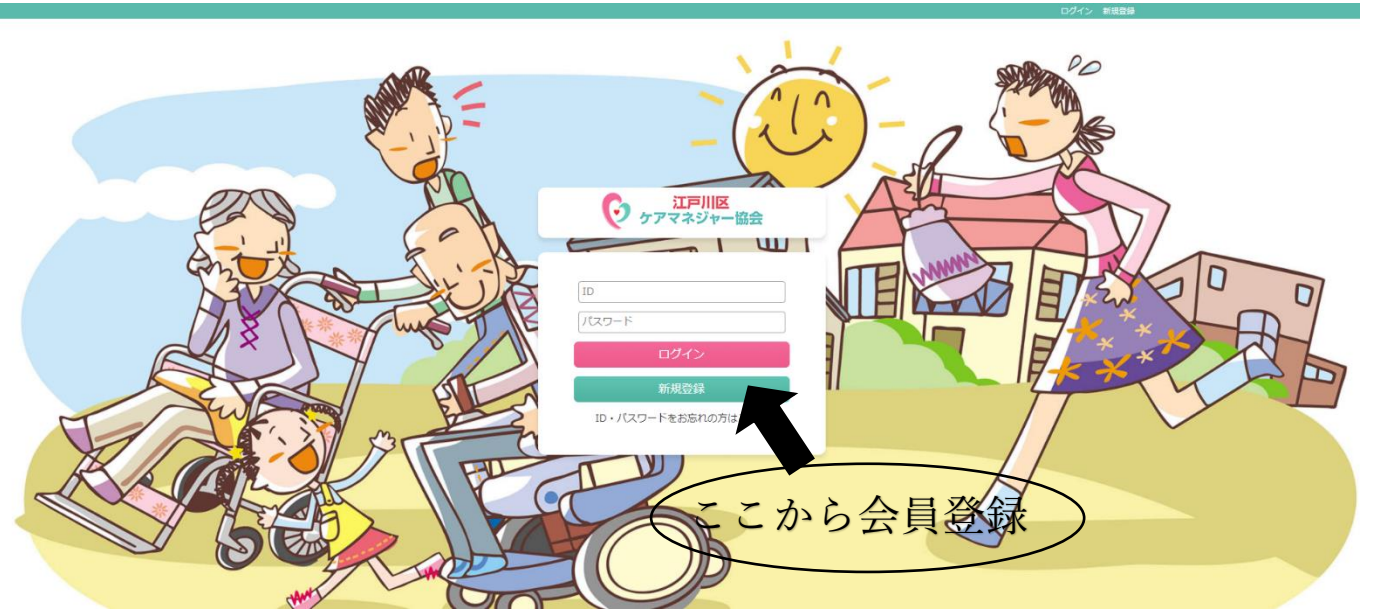 ログイン 新規登録
江戸川区
ケアマネジャー協会
ID
パスワード
ログイン
新規登録
ID・パスワードをお忘れの方は
ここから会員登録